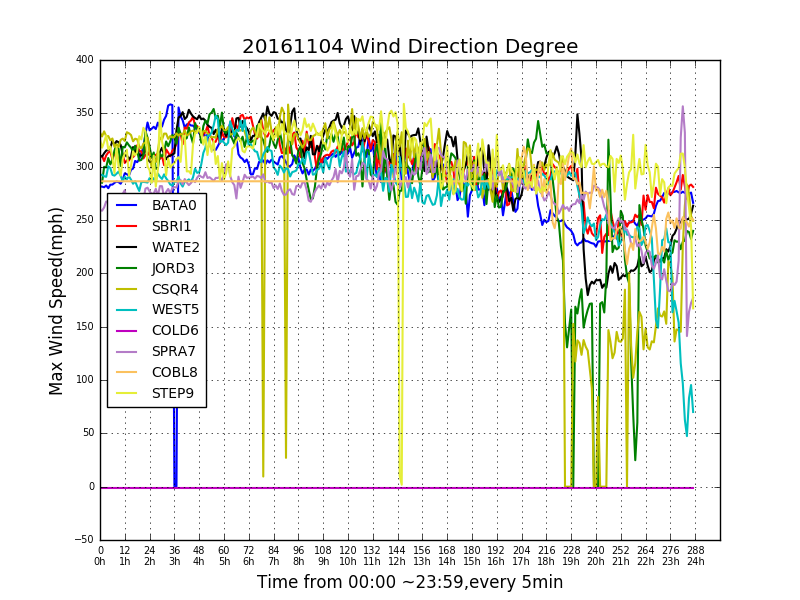 20161104 Wind Direction Degree
Max Wind Speed(mph)
400
350
300
250
200
150
100
50
0
−50
BATA0
SBRI1
WATE2
JORD3
CSQR4
WEST5
COLD6
SPRA7
COBL8
STEP9
0 12 24 36 48 60 72 84 96 108 120 132 144 156 168 180 192 204 216 228 240 252 264 276 288
0h 1h 2h 3h 4h 5h 6h 7h 8h 9h 10h 11h 12h 13h 14h 15h 16h 17h 18h 19h 20h 21h 22h 23h 24h
Time from 00:00 ~23:59,every 5min